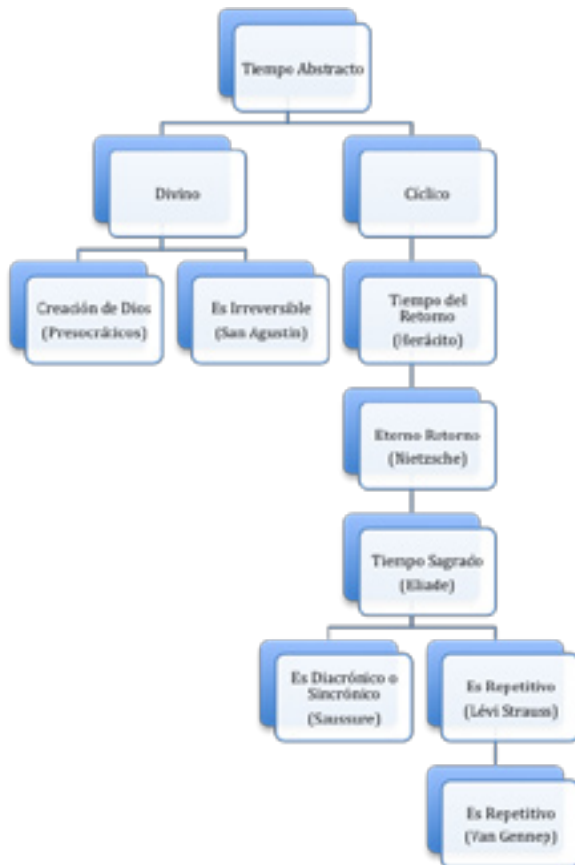 Tiempo Abstracto
Divino
Cíclico
Creación de Dios
(Presocráticos)
Es Irreversible
(San Agustín)
Tiempo del
Retorno
(Herácito)
Eterno Retorno
(Nietzsche)
Tiempo Sagrado
(Eliade)
Es Diacrónico o
Sincrónico
(Saussure)
Es Repetitivo
(Lévi Strauss)
Es Repetitivo
(Van Gennep)